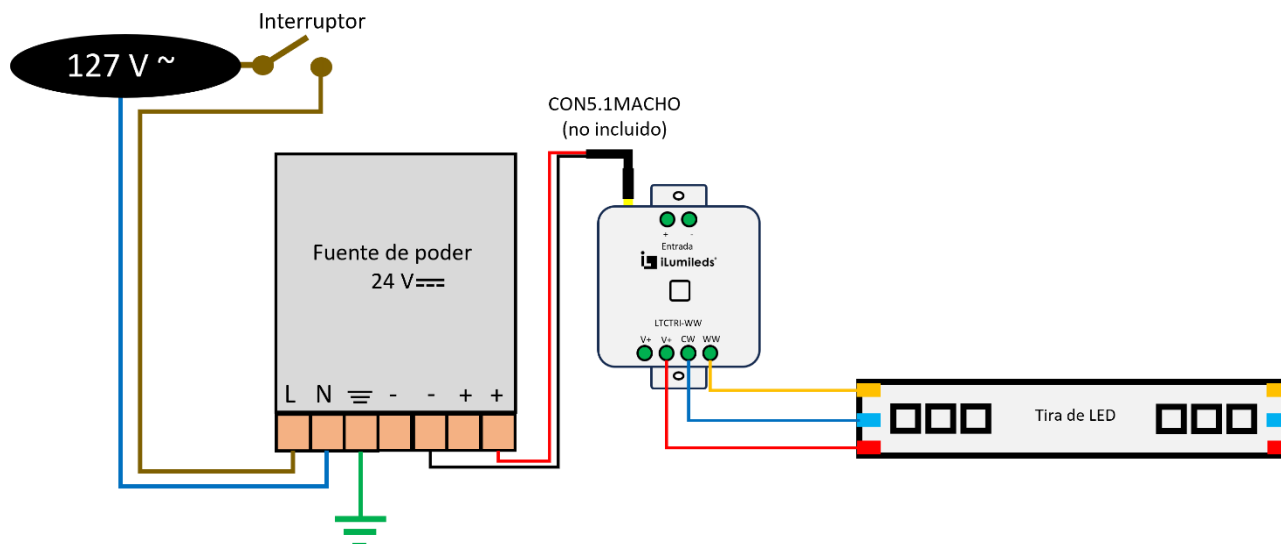 Interruptor
127 V ~
CON5.1MACHO
(no incluido)
Fuente de poder
24 V
L N - - + +
+ -
Entrada
iLumileds®
LTCTRI-WW
V+ V+ CW WW
Tira de LED